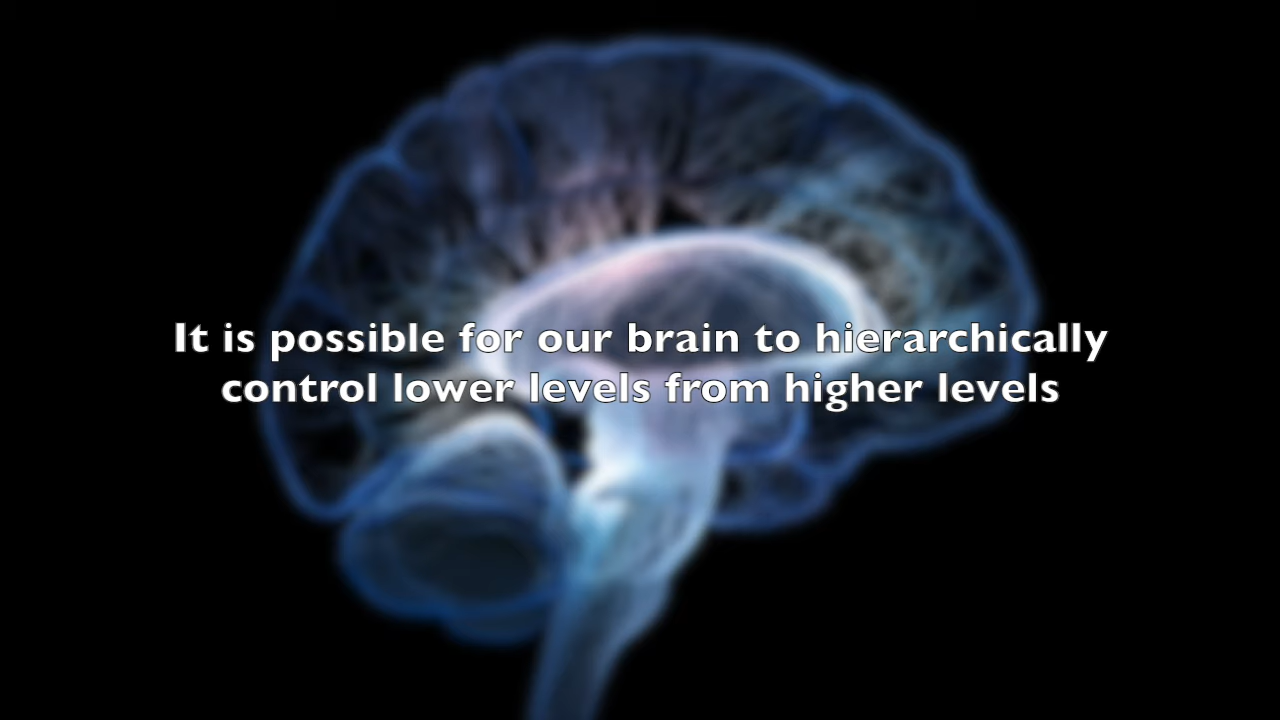 It is possible for our brain to hierarchically
control lower levels from higher levels